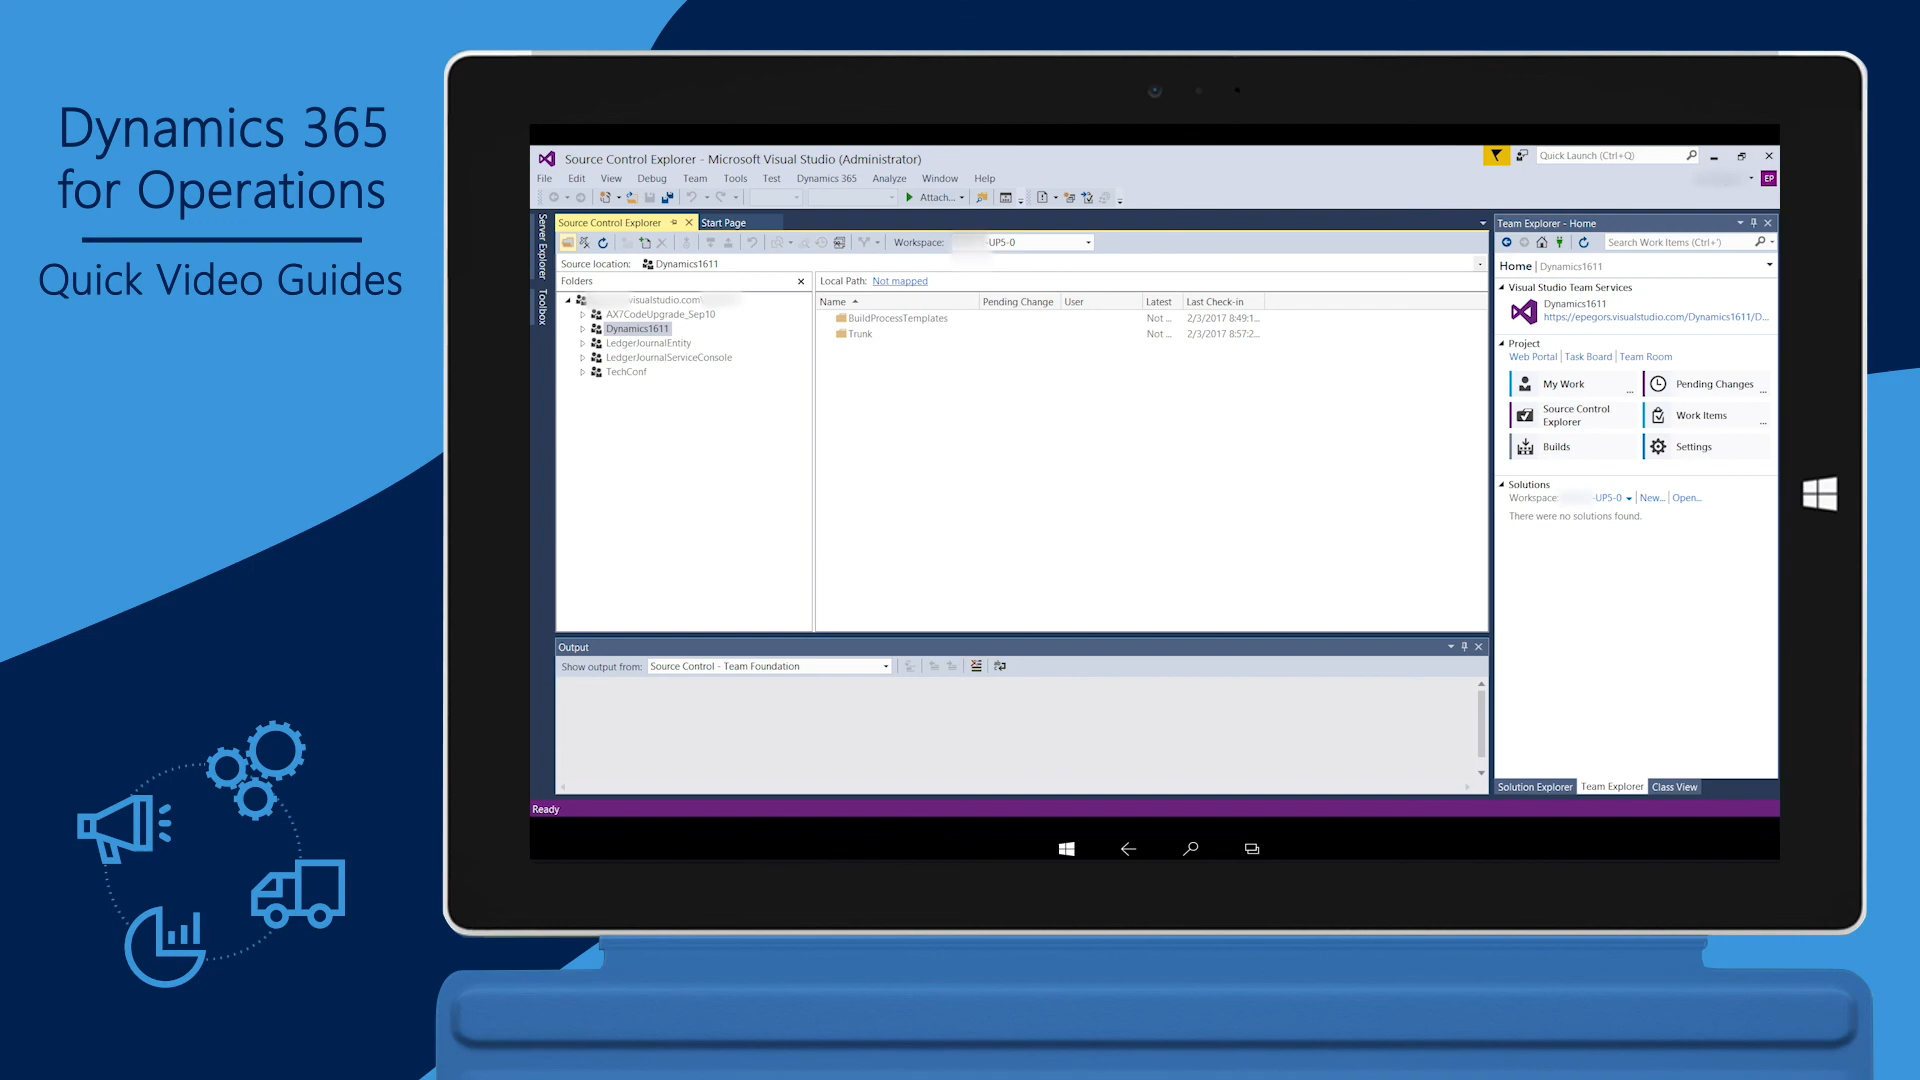 Dynamics 365
for Operations
Quick Video Guides
Source Control Explorer - Microsoft Visual Studio (Administrator)
Quick Launch (Ctrl+Q)
File Edit View Debug Team Tools Test Dynamics 365 Analyze Window Help
EP
Attach...
Server Explorer
Toolbox
Source Control Explorer
Start Page
Workspace: -UP5-0
Source location: Dynamics1611
Folders
Local Path: Not mapped
visualstudio.com\
AX7CodeUpgrade_Sep10
Dynamics1611
LedgerJournalEntity
LedgerJournalServiceConsole
TechConf
Name Pending Change User Latest Last Check-in
BuildProcessTemplates Not ... 2/3/2017 8:49:1...
Trunk Not ... 2/3/2017 8:57:2...
Output
Show output from: Source Control - Team Foundation
Team Explorer - Home
Search Work Items (Ctrl+')
Home | Dynamics1611
Visual Studio Team Services
Dynamics1611
https://epegors.visualstudio.com/Dynamics1611/D...
Project
Web Portal | Task Board | Team Room
My Work ...
Pending Changes ...
Source Control
Explorer
Work Items ...
Builds
Settings
Solutions
Workspace: -UP5-0 | New... | Open...
There were no solutions found.
Solution Explorer Team Explorer Class View
Ready